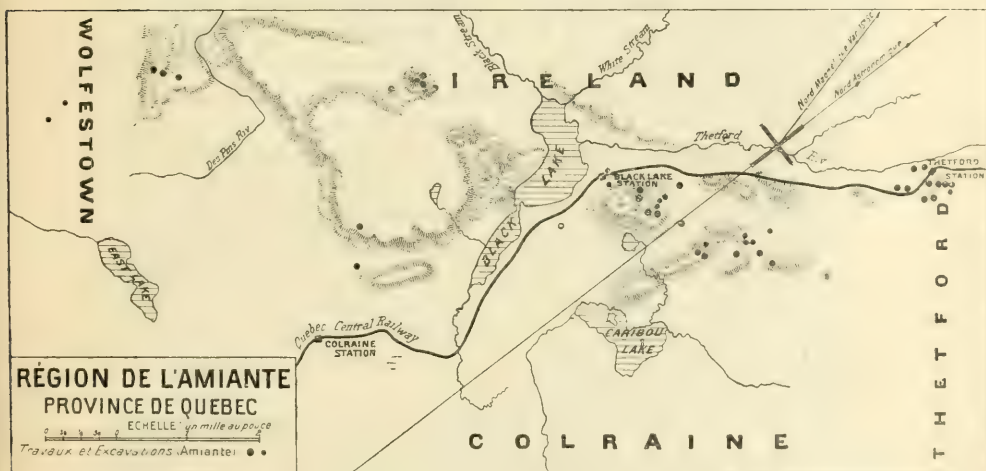 WOLFESTOWN
Black Stream
White Stream
IRELAND
Nord Magnetique Var.
Nord Astronomique
Des Pins Riv
Thetford
Riv
THETFORD
STATION
BLACK LAKE
STATION
BLACK LAKE
EAST LAKE
Quebec Central Railway
COLRAINE
STATION
CARIBOU
LAKE
RÉGION DE L'AMIANTE
PROVINCE DE QUEBEC
ECHELLE: un mille au pouce
Travaux et Excavations (Amiante)
COLRAINE
THETFORD